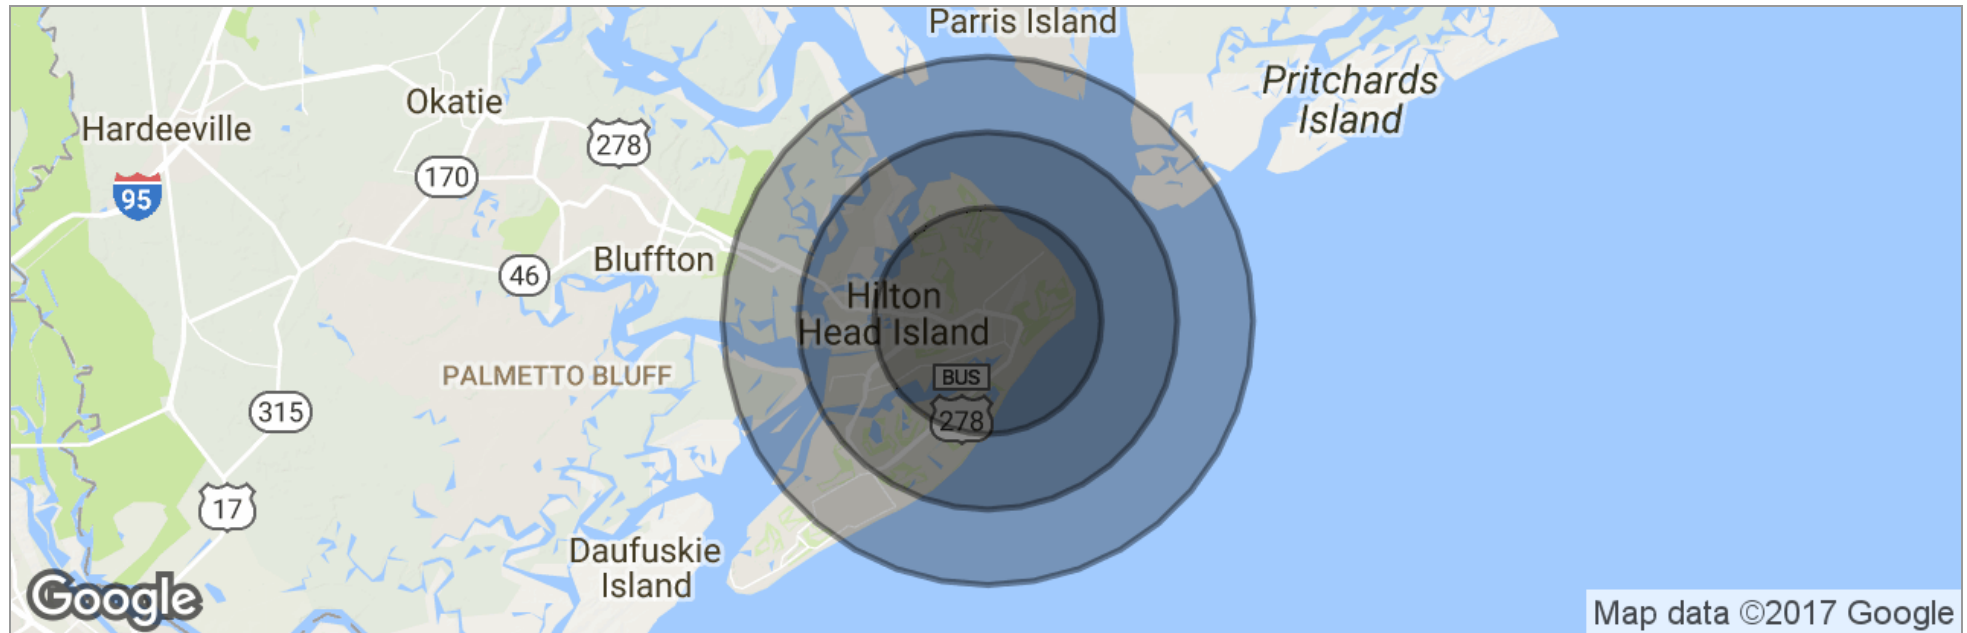 Parris Island
Pritchards
Island
Okatie
Hardeeville
278
170
95
Bluffton
46
Hilton
Head Island
PALMETTO BLUFF
BUS
278
315
17
Daufuskie
Island
Google
Map data ©2017 Google